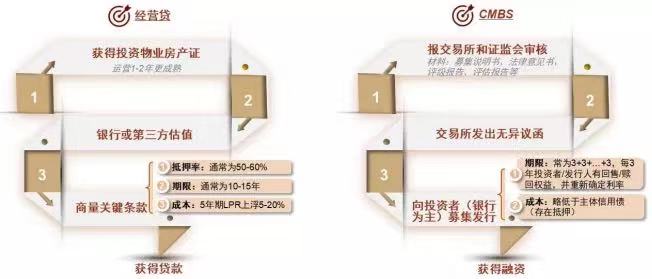 经营贷
获得投资物业房产证
运营1-2年更成熟
1
2
银行或第三方估值
3
商量关键条款
1 抵押率：通常为50-60%
2 期限：通常为10-15年
3 成本：5年期LPR上浮5-20%
获得贷款
CMBS
报交易所和证监会审核
材料：募集说明书、法律意见书、
评级报告、评估报告等
1
2
交易所发出无异议函
3
向投资者（银行
为主）募集发行
1 期限：常为3+3+...+3，每3
年投资者/发行人有回售/赎
回权益，并重新确定利率
2 成本：略低于主体信用债
（存在抵押）
获得融资